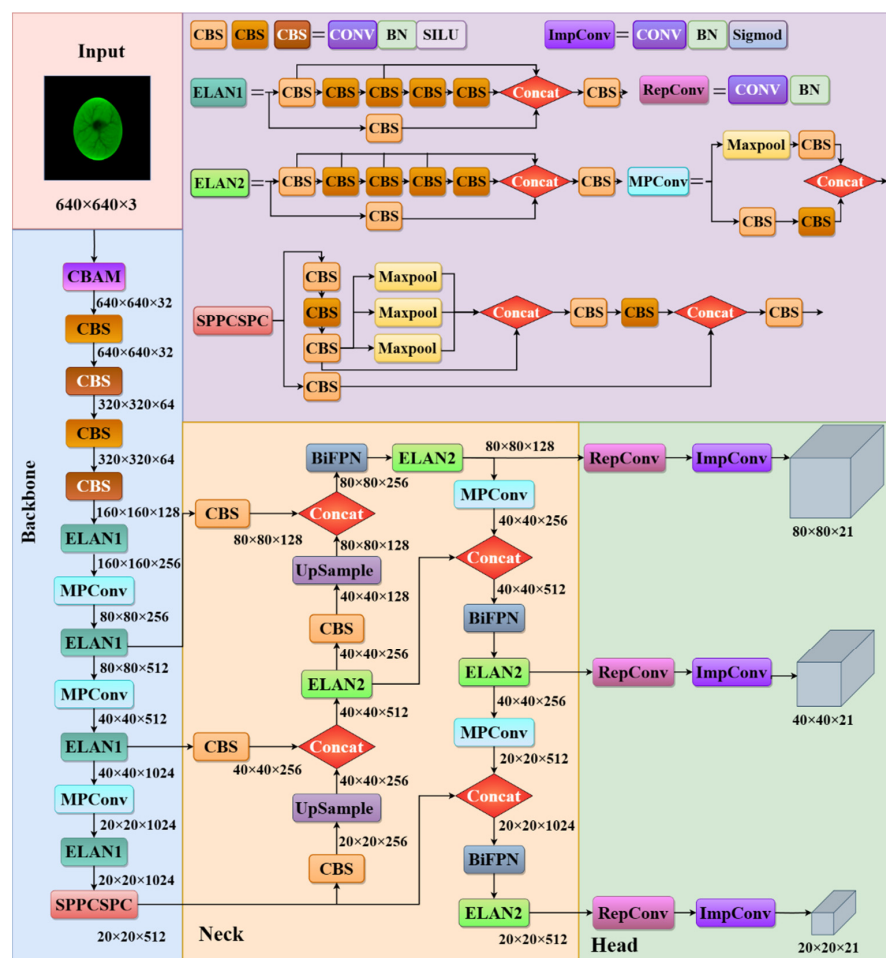 Input
640×640×3
CBS CBS CBS = CONV BN SILU
ImpConv = CONV BN Sigmod
ELAN1 = CBS CBS CBS CBS CBS Concat CBS
CBS
RepConv = CONV BN
ELAN2 = CBS CBS CBS CBS CBS Concat CBS
CBS
MPConv = Maxpool CBS
Concat
CBS CBS
SPPCSPC
CBS Maxpool
CBS Maxpool Concat CBS CBS Concat CBS
CBS Maxpool
CBS
Backbone
CBAM
640×640×32
CBS
640×640×32
CBS
320×320×64
CBS
320×320×64
CBS
160×160×128
ELAN1
160×160×256
MPConv
80×80×256
ELAN1
80×80×512
MPConv
40×40×512
ELAN1
40×40×1024
MPConv
20×20×1024
ELAN1
20×20×1024
SPPCSPC
20×20×512
BiFPN
ELAN2
80×80×128
80×80×256
CBS
Concat
80×80×128
80×80×128
UpSample
40×40×128
CBS
40×40×256
ELAN2
40×40×512
CBS
Concat
40×40×256
40×40×256
UpSample
20×20×256
CBS
MPConv
40×40×256
Concat
40×40×512
BiFPN
ELAN2
40×40×256
MPConv
20×20×512
Concat
20×20×1024
BiFPN
ELAN2
20×20×512
Neck
RepConv
ImpConv
80×80×21
RepConv
ImpConv
40×40×21
RepConv
ImpConv
20×20×21
Head